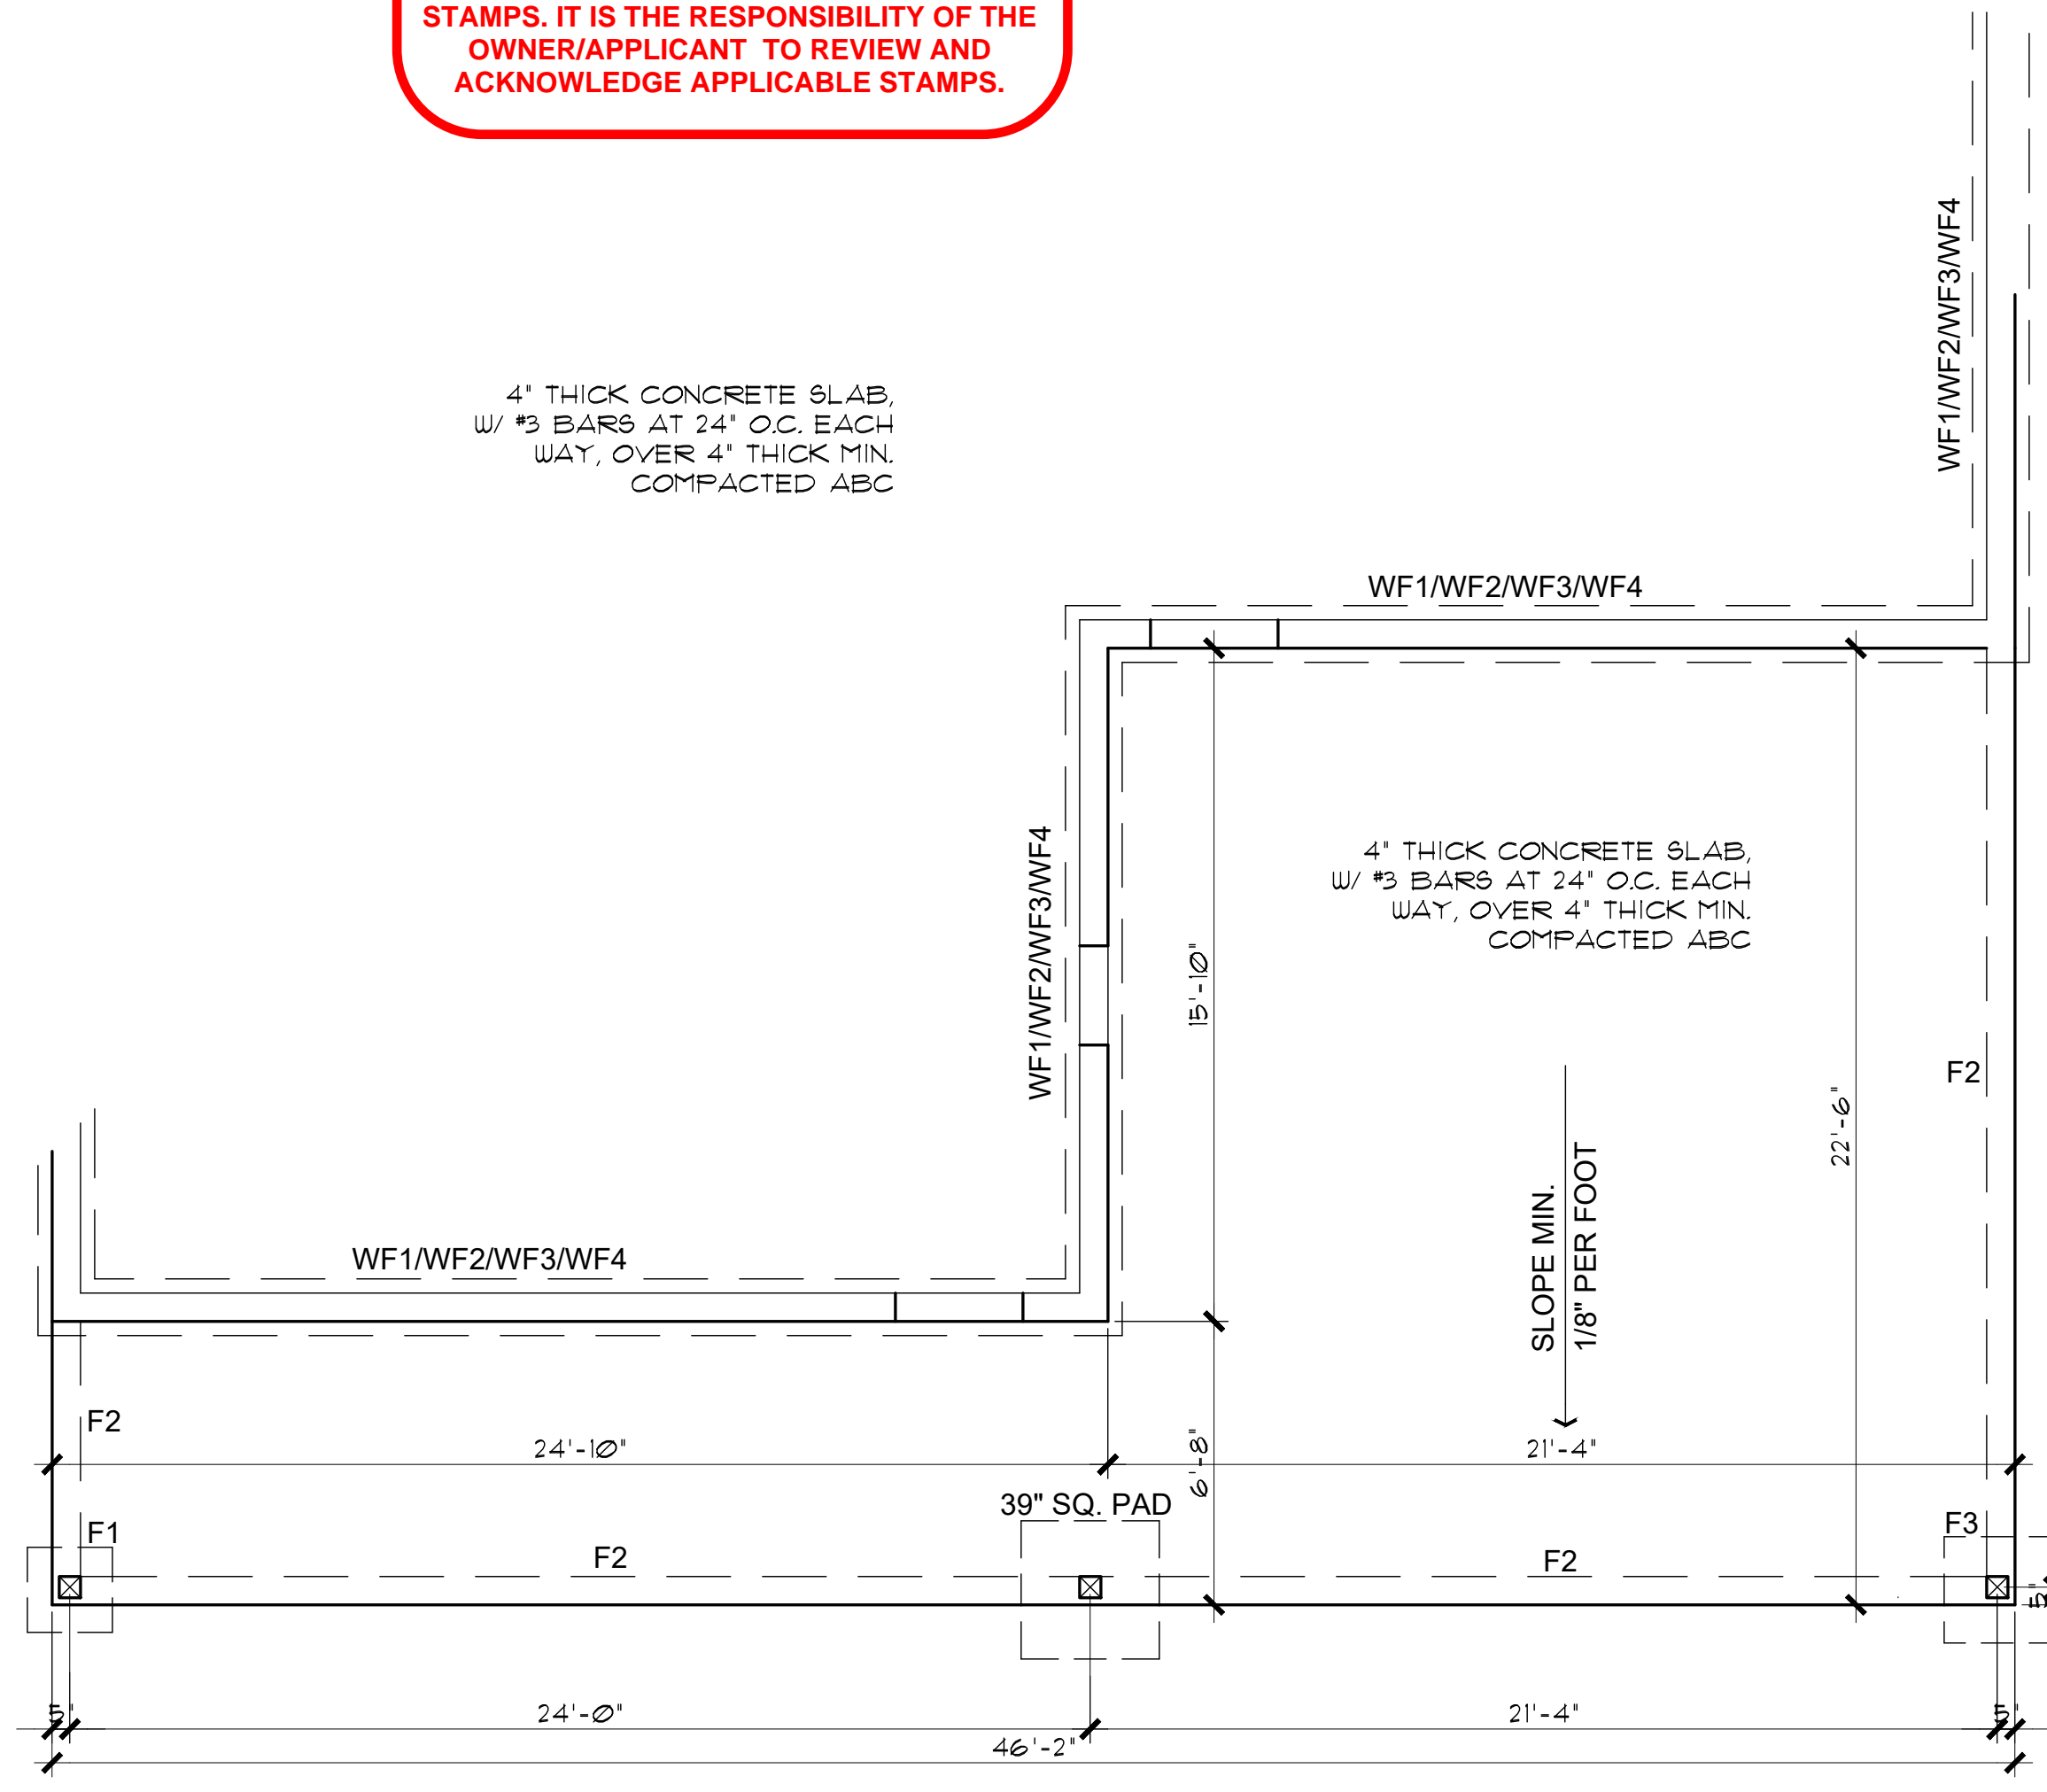 STAMPS. IT IS THE RESPONSIBILITY OF THE
OWNER/APPLICANT TO REVIEW AND
ACKNOWLEDGE APPLICABLE STAMPS.
WF1/WF2/WF3/WF4
4" THICK CONCRETE SLAB,
W/ #3 BARS AT 24" O.C. EACH
WAY, OVER 4" THICK MIN.
COMPACTED ABC
WF1/WF2/WF3/WF4
WF1/WF2/WF3/WF4
4" THICK CONCRETE SLAB,
W/ #3 BARS AT 24" O.C. EACH
WAY, OVER 4" THICK MIN.
COMPACTED ABC
15'-10"
F2
22'-6"
SLOPE MIN.
1/8" PER FOOT
WF1/WF2/WF3/WF4
F2
24'-10"
21'-4"
6'-8"
39" SQ. PAD
F1
F3
F2
F2
5"
5"
24'-0"
21'-4"
5"
46'-2"